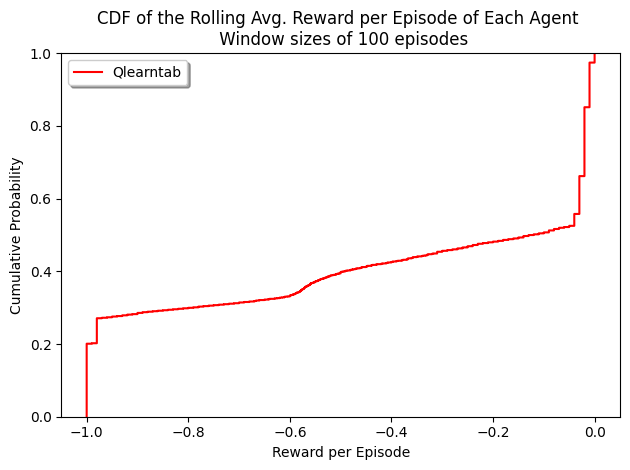 CDF of the Rolling Avg. Reward per Episode of Each Agent
Window sizes of 100 episodes
Qlearntab
1.0
0.8
0.6
0.4
0.2
0.0
Cumulative Probability
−1.0 −0.8 −0.6 −0.4 −0.2 0.0
Reward per Episode